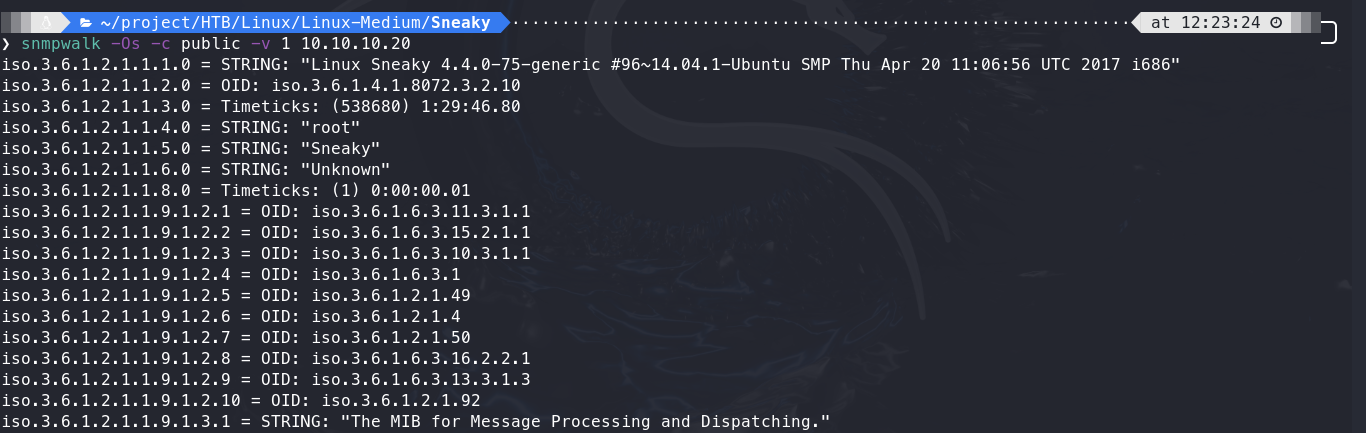 ~/project/HTB/Linux/Linux-Medium/Sneaky at 12:23:24
❯ snmpwalk -Os -c public -v 1 10.10.10.20
iso.3.6.1.2.1.1.1.0 = STRING: "Linux Sneaky 4.4.0-75-generic #96~14.04.1-Ubuntu SMP Thu Apr 20 11:06:56 UTC 2017 i686"
iso.3.6.1.2.1.1.2.0 = OID: iso.3.6.1.4.1.8072.3.2.10
iso.3.6.1.2.1.1.3.0 = Timeticks: (538680) 1:29:46.80
iso.3.6.1.2.1.1.4.0 = STRING: "root"
iso.3.6.1.2.1.1.5.0 = STRING: "Sneaky"
iso.3.6.1.2.1.1.6.0 = STRING: "Unknown"
iso.3.6.1.2.1.1.8.0 = Timeticks: (1) 0:00:00.01
iso.3.6.1.2.1.1.9.1.2.1 = OID: iso.3.6.1.6.3.11.3.1.1
iso.3.6.1.2.1.1.9.1.2.2 = OID: iso.3.6.1.6.3.15.2.1.1
iso.3.6.1.2.1.1.9.1.2.3 = OID: iso.3.6.1.6.3.10.3.1.1
iso.3.6.1.2.1.1.9.1.2.4 = OID: iso.3.6.1.6.3.1
iso.3.6.1.2.1.1.9.1.2.5 = OID: iso.3.6.1.2.1.49
iso.3.6.1.2.1.1.9.1.2.6 = OID: iso.3.6.1.2.1.4
iso.3.6.1.2.1.1.9.1.2.7 = OID: iso.3.6.1.2.1.50
iso.3.6.1.2.1.1.9.1.2.8 = OID: iso.3.6.1.6.3.16.2.2.1
iso.3.6.1.2.1.1.9.1.2.9 = OID: iso.3.6.1.6.3.13.3.1.3
iso.3.6.1.2.1.1.9.1.2.10 = OID: iso.3.6.1.2.1.92
iso.3.6.1.2.1.1.9.1.3.1 = STRING: "The MIB for Message Processing and Dispatching."